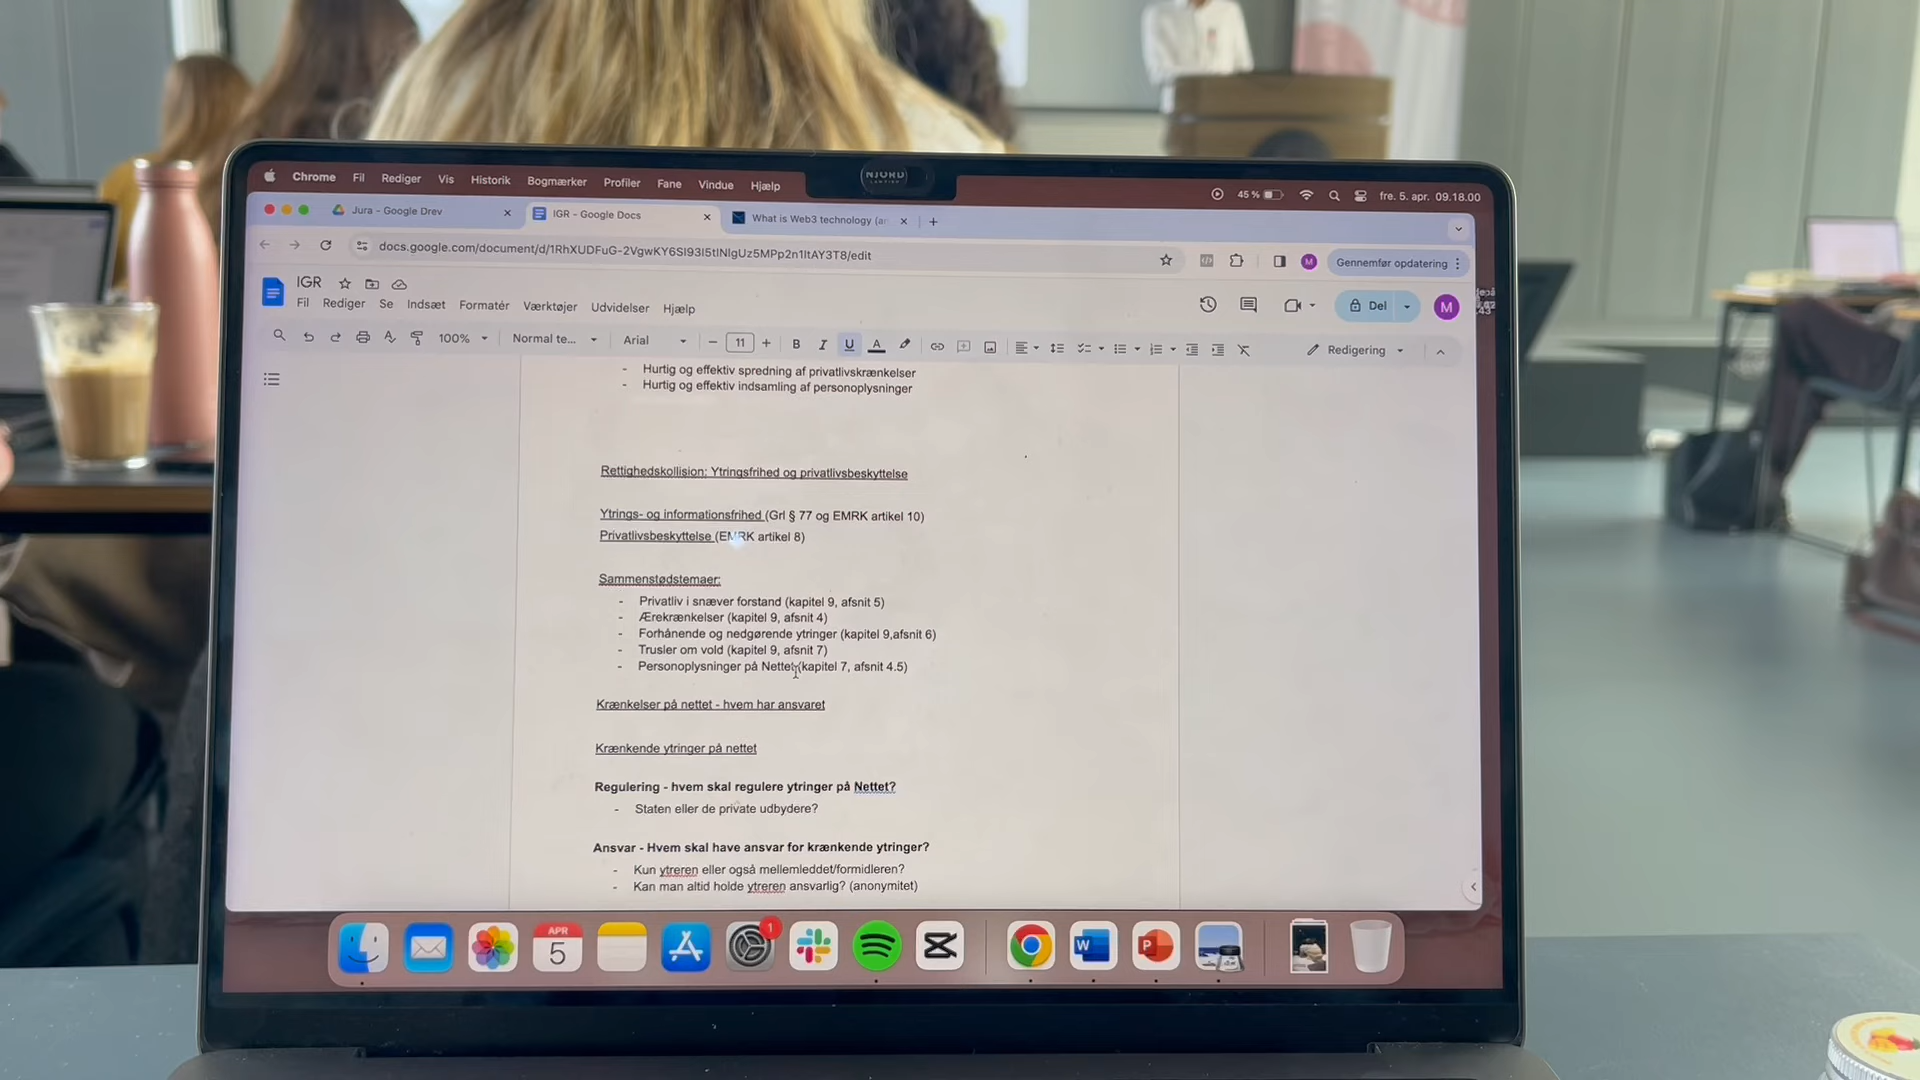 NJORD
Chrome Fil Rediger Vis Historik Bogmærker Profiler Fane Vindue Hjælp 45 % fre. 5. apr. 09.18.00
Jura - Google Drev IGR - Google Docs What is Web3 technology (a
docs.google.com/document/d/1RhXUDFuG-2VgwKY6SI93I5tINlgUz5MPp2n1ItAY3T8/edit M Gennemfør opdatering
IGR
Fil Rediger Se Indsæt Formatér Værktøjer Udvidelser Hjælp Del M
100% Normal te... Arial 11 B I U A Redigering
- Hurtig og effektiv spredning af privatlivskrænkelser
- Hurtig og effektiv indsamling af personoplysninger
Rettighedskollision: Ytringsfrihed og privatlivsbeskyttelse
Ytrings- og informationsfrihed (Grl § 77 og EMRK artikel 10)
Privatlivsbeskyttelse (EMRK artikel 8)
Sammenstødstemaer:
- Privatliv i snæver forstand (kapitel 9, afsnit 5)
- Ærekrænkelser (kapitel 9, afsnit 4)
- Forhånende og nedgørende ytringer (kapitel 9,afsnit 6)
- Trusler om vold (kapitel 9, afsnit 7)
- Personoplysninger på Nettet (kapitel 7, afsnit 4.5)
Krænkelser på nettet - hvem har ansvaret
Krænkende ytringer på nettet
Regulering - hvem skal regulere ytringer på Nettet?
- Staten eller de private udbydere?
Ansvar - Hvem skal have ansvar for krænkende ytringer?
- Kun ytreren eller også mellemleddet/formidleren?
- Kan man altid holde ytreren ansvarlig? (anonymitet)
APR
5
1
W
P